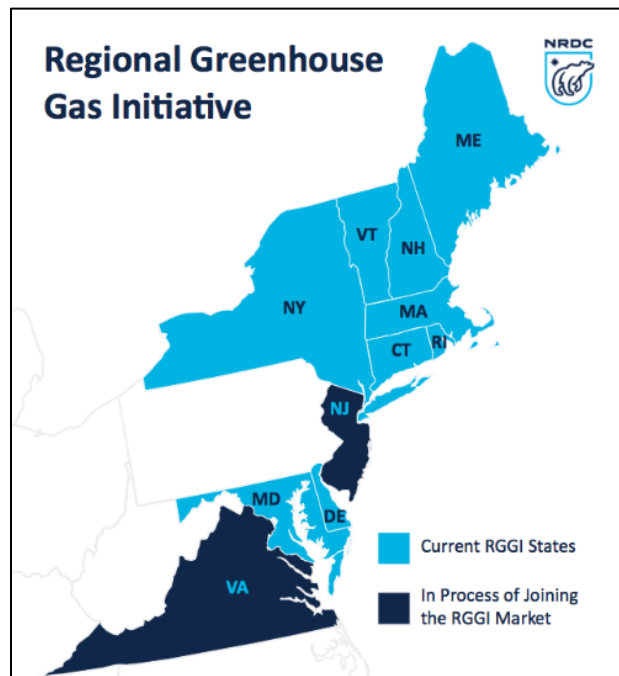 Regional Greenhouse
Gas Initiative
NRDC
ME
VT
NH
NY
MA
CT
RI
NJ
MD
DE
VA
Current RGGI States
In Process of Joining
the RGGI Market